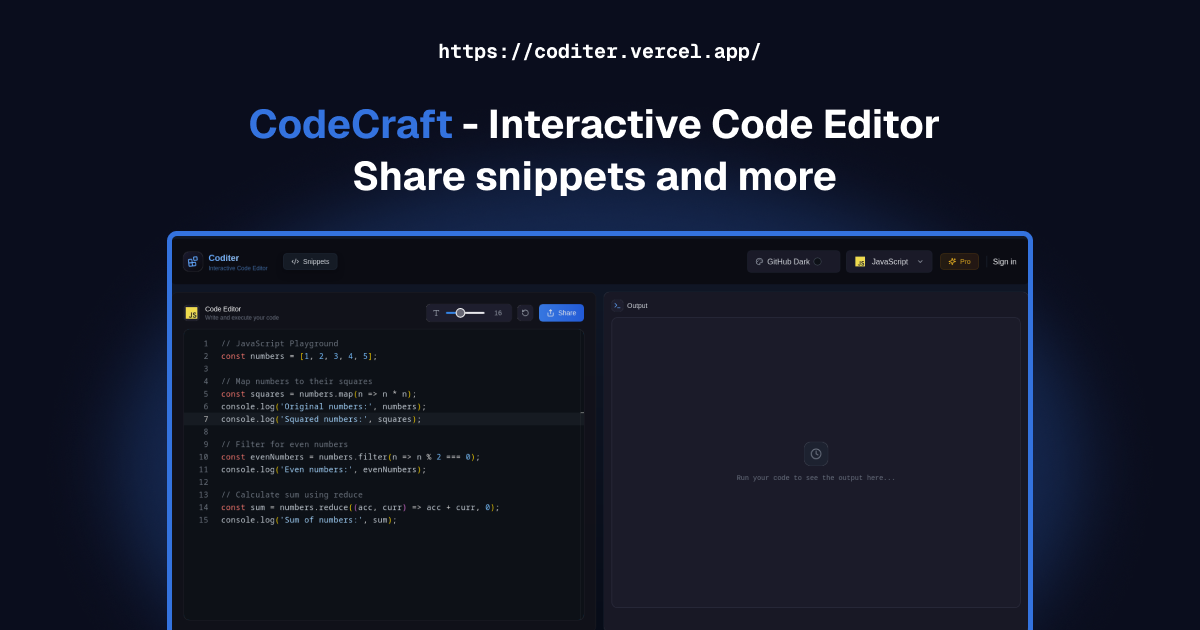 https://coditer.vercel.app/
CodeCraft - Interactive Code Editor
Share snippets and more
Coditer
Interactive Code Editor
</> Snippets
GitHub Dark
JS JavaScript
Pro
Sign in
JS
Code Editor
Write and execute your code
T
16
Share
>_ Output
1 // JavaScript Playground
2 const numbers = [1, 2, 3, 4, 5];
3
4 // Map numbers to their squares
5 const squares = numbers.map(n => n * n);
6 console.log('Original numbers:', numbers);
7 console.log('Squared numbers:', squares);
8
9 // Filter for even numbers
10 const evenNumbers = numbers.filter(n => n % 2 === 0);
11 console.log('Even numbers:', evenNumbers);
12
13 // Calculate sum using reduce
14 const sum = numbers.reduce((acc, curr) => acc + curr, 0);
15 console.log('Sum of numbers:', sum);
Run your code to see the output here...